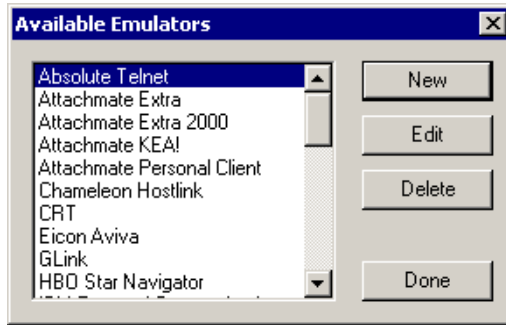 Available Emulators
Absolute Telnet
Attachmate Extra
Attachmate Extra 2000
Attachmate KEA!
Attachmate Personal Client
Chameleon Hostlink
CRT
Eicon Aviva
GLink
HBO Star Navigator
New
Edit
Delete
Done